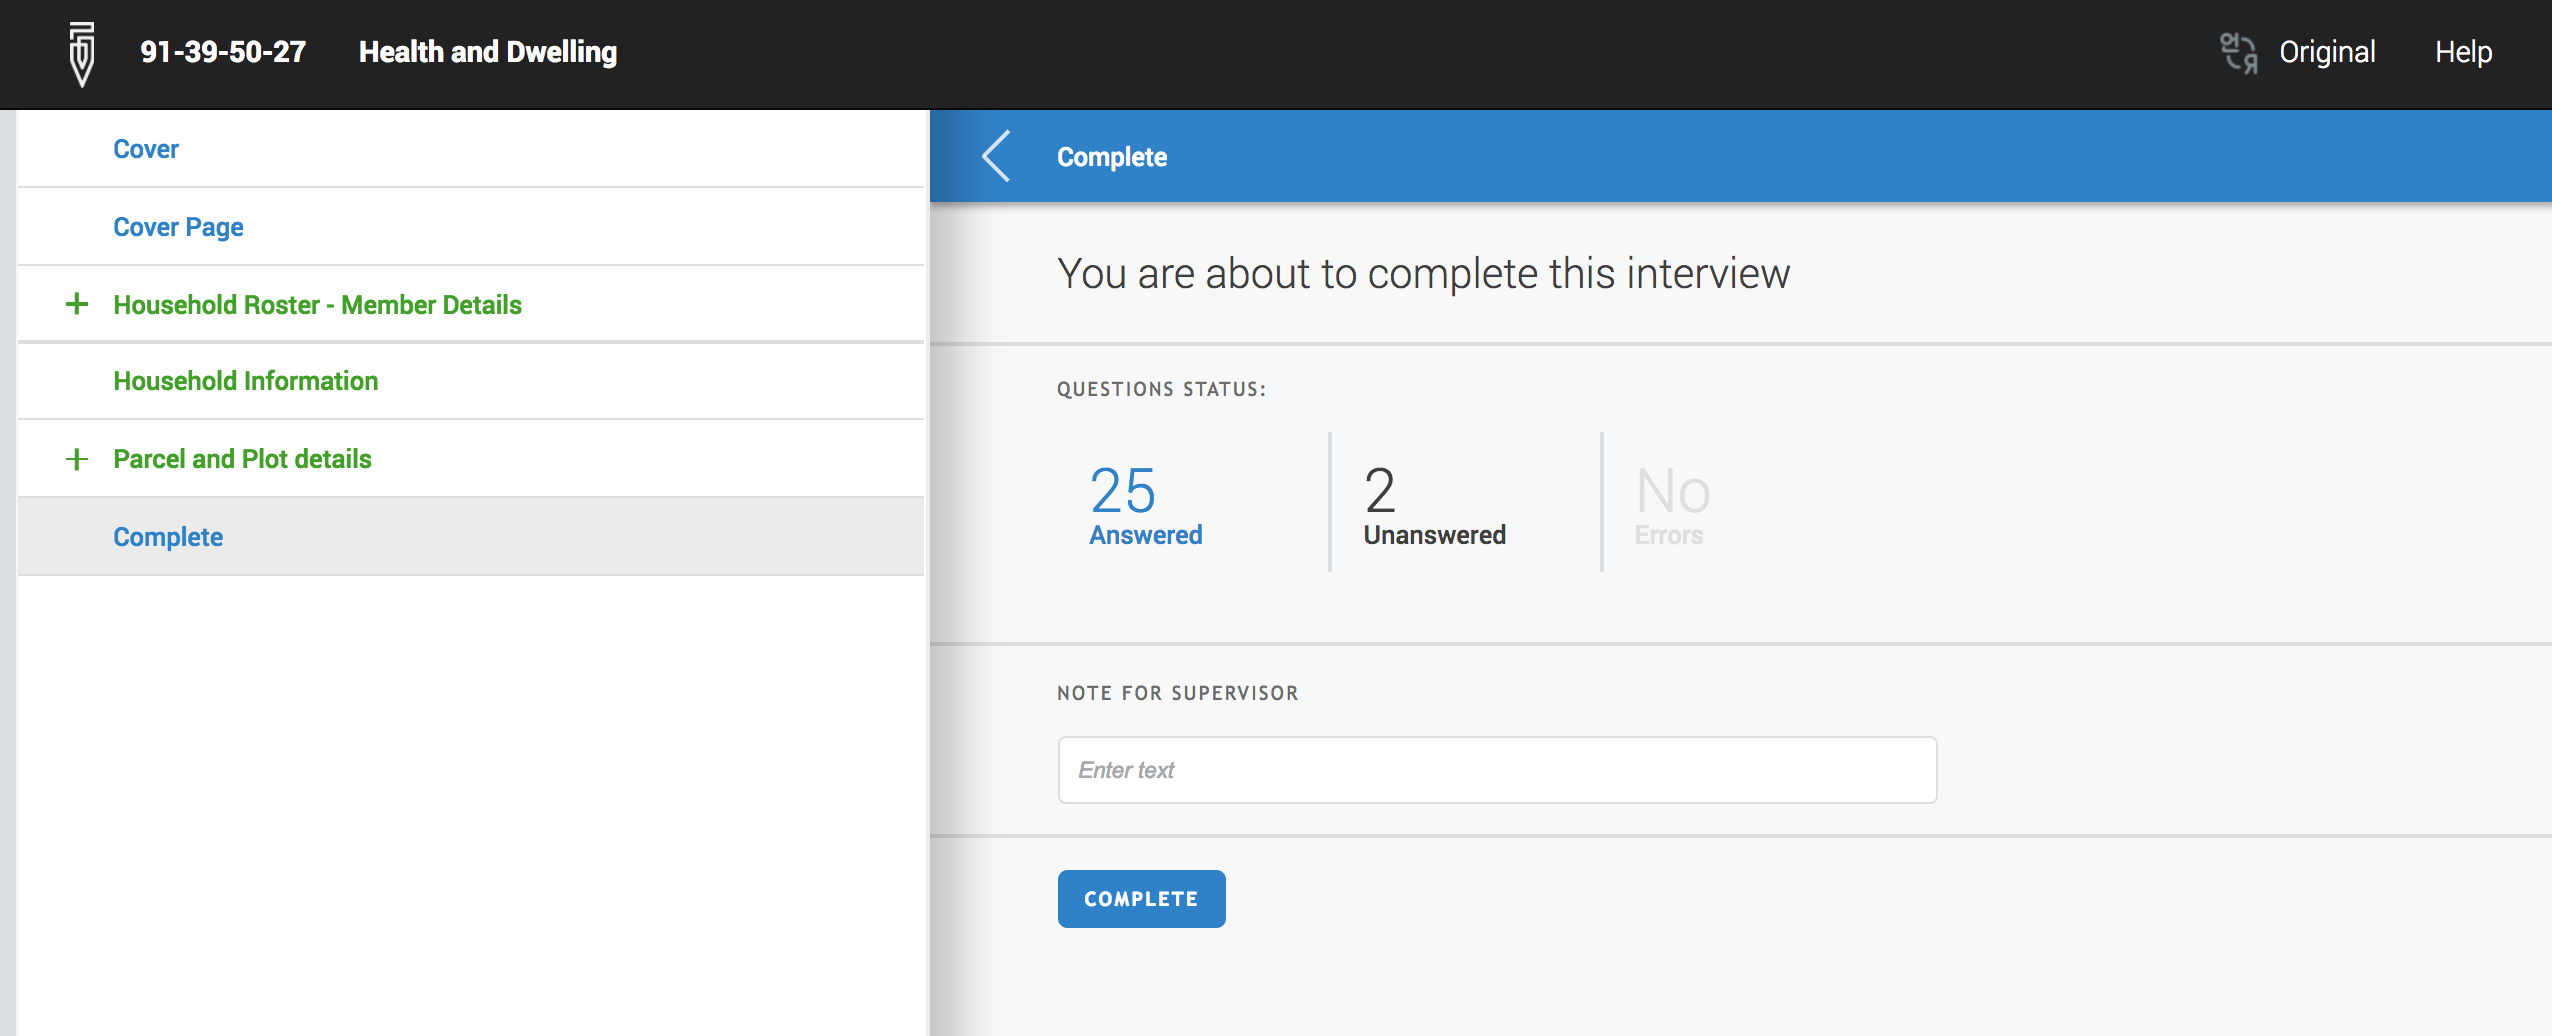 91-39-50-27 Health and Dwelling 언 Я Original Help
Cover
Cover Page
+ Household Roster - Member Details
Household Information
+ Parcel and Plot details
Complete
Complete
You are about to complete this interview
QUESTIONS STATUS:
25 2 No
Answered Unanswered Errors
NOTE FOR SUPERVISOR
Enter text
COMPLETE